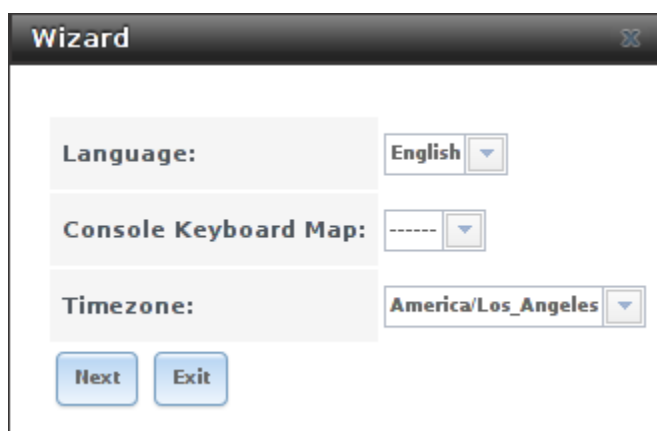 Wizard
Language: English
Console Keyboard Map: ------
Timezone: America/Los_Angeles
Next Exit